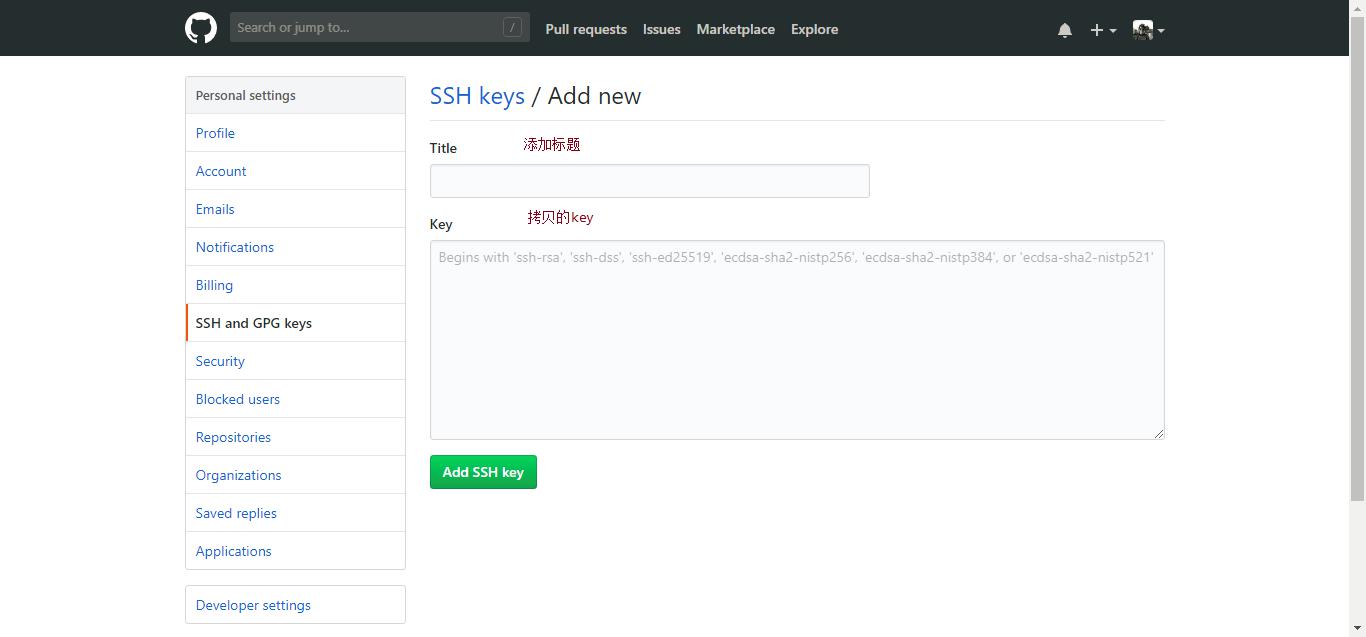 Search or jump to... /
Pull requests Issues Marketplace Explore
Personal settings
Profile
Account
Emails
Notifications
Billing
SSH and GPG keys
Security
Blocked users
Repositories
Organizations
Saved replies
Applications
Developer settings
SSH keys / Add new
Title 添加标题
Key 拷贝的key
Begins with 'ssh-rsa', 'ssh-dss', 'ssh-ed25519', 'ecdsa-sha2-nistp256', 'ecdsa-sha2-nistp384', or 'ecdsa-sha2-nistp521'
Add SSH key